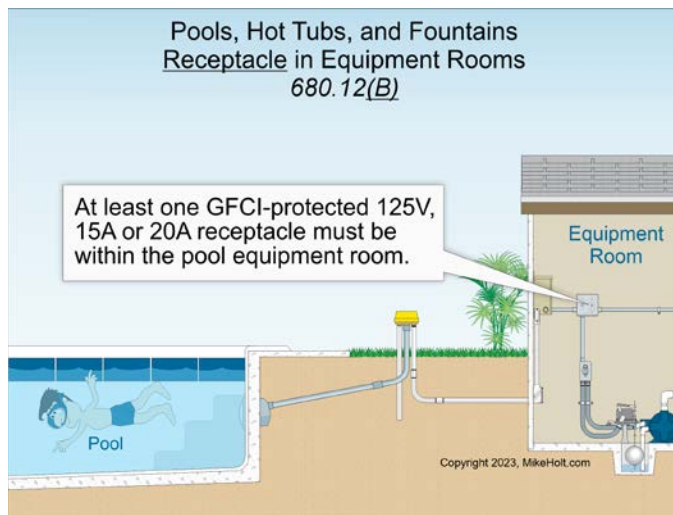 Pools, Hot Tubs, and Fountains
Receptacle in Equipment Rooms
680.12(B)
At least one GFCI-protected 125V,
15A or 20A receptacle must be
within the pool equipment room.
Equipment
Room
Pool
Copyright 2023, MikeHolt.com